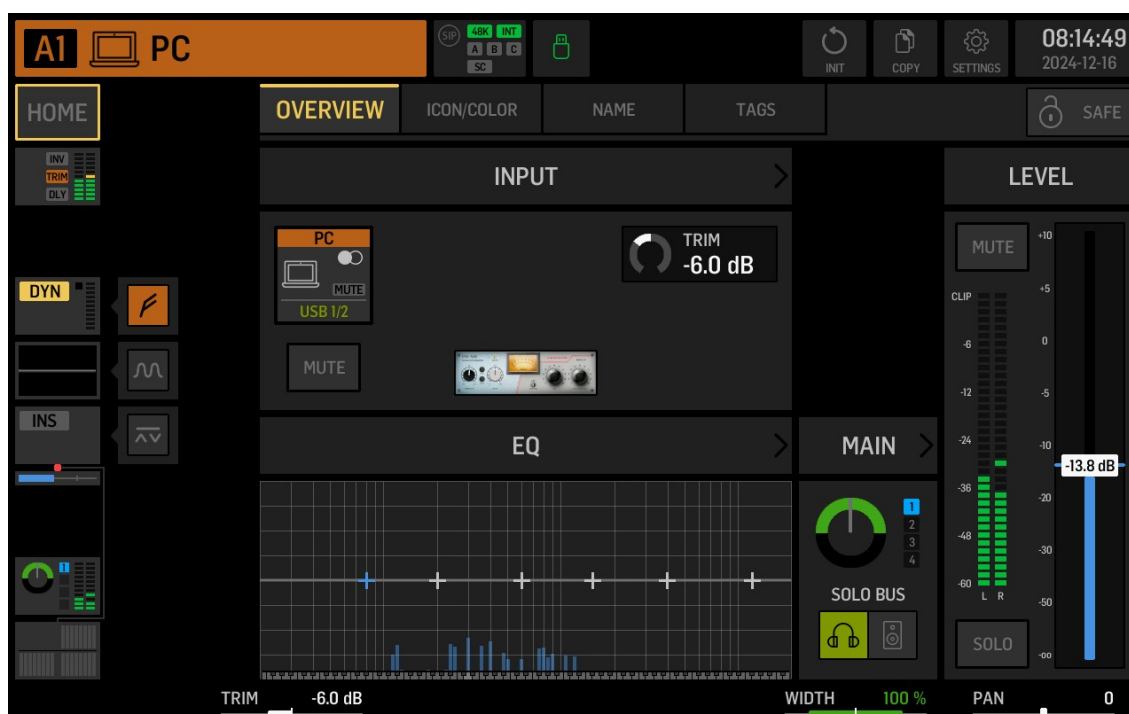 A1 PC
SIP 48K INT
A B C
SC
INIT COPY SETTINGS
08:14:49
2024-12-16
HOME OVERVIEW ICON/COLOR NAME TAGS SAFE
INV
TRIM
DLY
INPUT LEVEL
PC
MUTE
USB 1/2
TRIM
-6.0 dB
MUTE
DYN
INS
MUTE
+10
+5
0
-5
-10
-20
-30
-50
-oo
CLIP
-6
-12
-24
-36
-48
-60
L R
-13.8 dB
EQ MAIN
1
2
3
4
SOLO BUS
SOLO
1
TRIM -6.0 dB WIDTH 100 % PAN 0